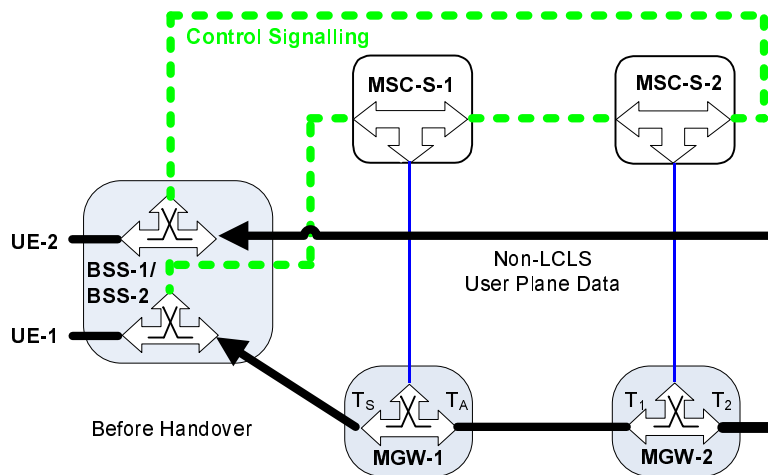 Control Signalling
MSC-S-1
MSC-S-2
UE-2
BSS-1/
BSS-2
Non-LCLS
User Plane Data
UE-1
Before Handover
TS
TA
MGW-1
T1
T2
MGW-2